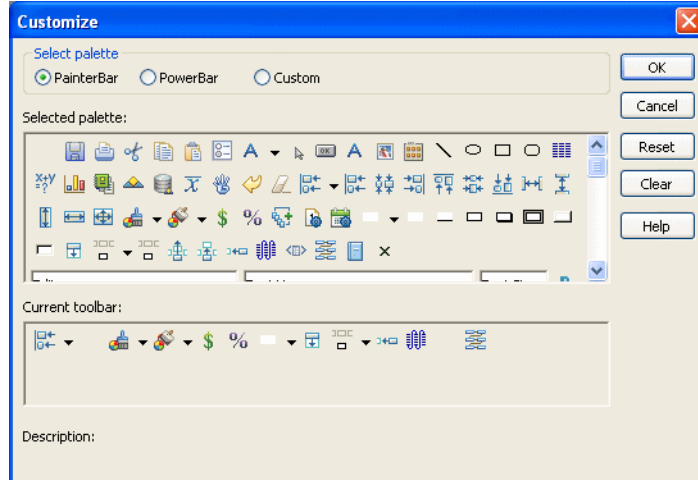 Customize
Select palette
PainterBar PowerBar Custom
OK
Cancel
Selected palette:
Reset
Clear
Help
Current toolbar:
Description: